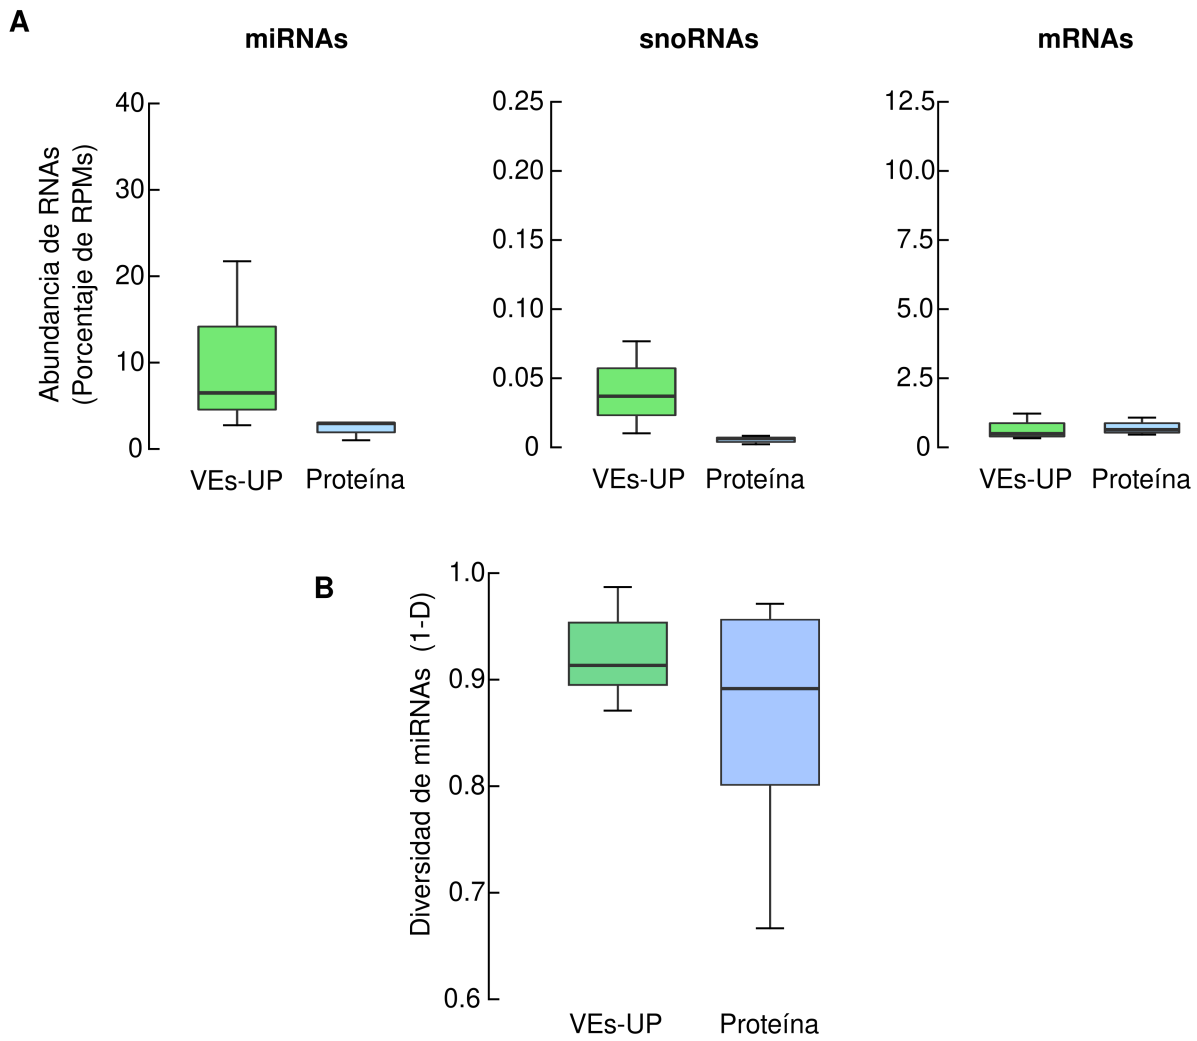 A
miRNAs
snoRNAs
mRNAs
Abundancia de RNAs
(Porcentaje de RPMs)
40
30
20
10
0
VEs-UP
Proteína
0.25
0.20
0.15
0.10
0.05
0
VEs-UP
Proteína
12.5
10.0
7.5
5.0
2.5
0
VEs-UP
Proteína
B
Diversidad de miRNAs (1-D)
1.0
0.9
0.8
0.7
0.6
VEs-UP
Proteína